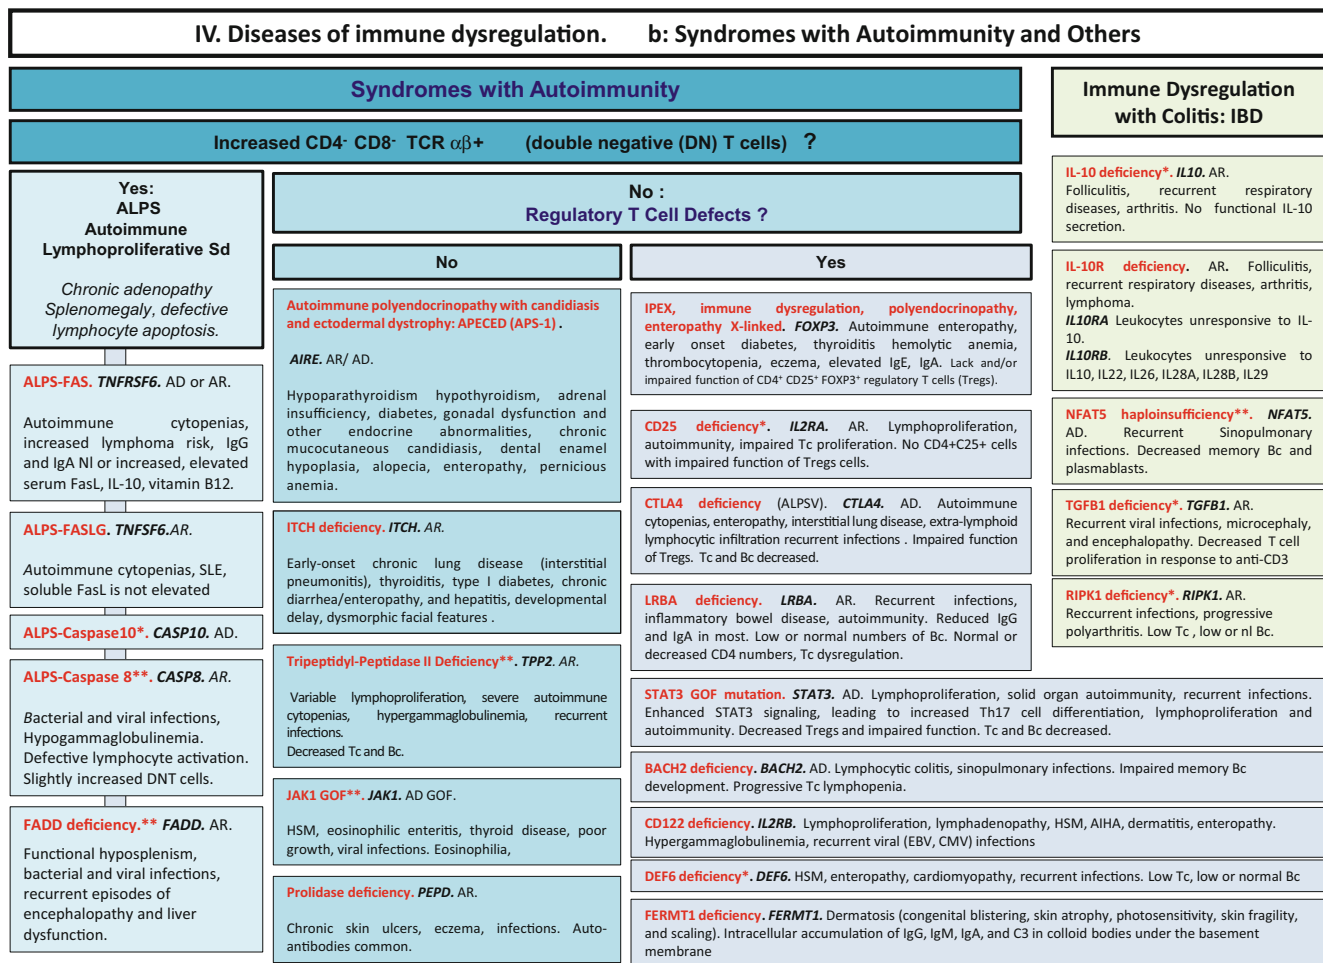 IV. Diseases of immune dysregulation. b: Syndromes with Autoimmunity and Others
Syndromes with Autoimmunity
Increased CD4⁻ CD8⁻ TCR αβ+ (double negative (DN) T cells) ?
Yes:
ALPS
Autoimmune
Lymphoproliferative Sd
Chronic adenopathy
Splenomegaly, defective
lymphocyte apoptosis.
ALPS-FAS. TNFRSF6. AD or AR.
Autoimmune cytopenias,
increased lymphoma risk, IgG
and IgA Nl or increased, elevated
serum FasL, IL-10, vitamin B12.
ALPS-FASLG. TNFSF6.AR.
Autoimmune cytopenias, SLE,
soluble FasL is not elevated
ALPS-Caspase10*. CASP10. AD.
ALPS-Caspase 8**. CASP8. AR.
Bacterial and viral infections,
Hypogammaglobulinemia.
Defective lymphocyte activation.
Slightly increased DNT cells.
FADD deficiency.** FADD. AR.
Functional hyposplenism,
bacterial and viral infections,
recurrent episodes of
encephalopathy and liver
dysfunction.
No :
Regulatory T Cell Defects ?
No
Autoimmune polyendocrinopathy with candidiasis
and ectodermal dystrophy: APECED (APS-1) .
AIRE. AR/ AD.
Hypoparathyroidism hypothyroidism, adrenal
insufficiency, diabetes, gonadal dysfunction and
other endocrine abnormalities, chronic
mucocutaneous candidiasis, dental enamel
hypoplasia, alopecia, enteropathy, pernicious
anemia.
ITCH deficiency. ITCH. AR.
Early-onset chronic lung disease (interstitial
pneumonitis), thyroiditis, type I diabetes, chronic
diarrhea/enteropathy, and hepatitis, developmental
delay, dysmorphic facial features .
Tripeptidyl-Peptidase II Deficiency**. TPP2. AR.
Variable lymphoproliferation, severe autoimmune
cytopenias, hypergammaglobulinemia, recurrent
infections.
Decreased Tc and Bc.
JAK1 GOF**. JAK1. AD GOF.
HSM, eosinophilic enteritis, thyroid disease, poor
growth, viral infections. Eosinophilia,
Prolidase deficiency. PEPD. AR.
Chronic skin ulcers, eczema, infections. Auto-
antibodies common.
Yes
IPEX, immune dysregulation, polyendocrinopathy,
enteropathy X-linked. FOXP3. Autoimmune enteropathy,
early onset diabetes, thyroiditis hemolytic anemia,
thrombocytopenia, eczema, elevated IgE, IgA. Lack and/or
impaired function of CD4⁺ CD25⁺ FOXP3⁺ regulatory T cells (Tregs).
CD25 deficiency*. IL2RA. AR. Lymphoproliferation,
autoimmunity, impaired Tc proliferation. No CD4+C25+ cells
with impaired function of Tregs cells.
CTLA4 deficiency (ALPSV). CTLA4. AD. Autoimmune
cytopenias, enteropathy, interstitial lung disease, extra-lymphoid
lymphocytic infiltration recurrent infections . Impaired function
of Tregs. Tc and Bc decreased.
LRBA deficiency. LRBA. AR. Recurrent infections,
inflammatory bowel disease, autoimmunity. Reduced IgG
and IgA in most. Low or normal numbers of Bc. Normal or
decreased CD4 numbers, Tc dysregulation.
STAT3 GOF mutation. STAT3. AD. Lymphoproliferation, solid organ autoimmunity, recurrent infections.
Enhanced STAT3 signaling, leading to increased Th17 cell differentiation, lymphoproliferation and
autoimmunity. Decreased Tregs and impaired function. Tc and Bc decreased.
BACH2 deficiency. BACH2. AD. Lymphocytic colitis, sinopulmonary infections. Impaired memory Bc
development. Progressive Tc lymphopenia.
CD122 deficiency. IL2RB. Lymphoproliferation, lymphadenopathy, HSM, AIHA, dermatitis, enteropathy.
Hypergammaglobulinemia, recurrent viral (EBV, CMV) infections
DEF6 deficiency*. DEF6. HSM, enteropathy, cardiomyopathy, recurrent infections. Low Tc, low or normal Bc
FERMT1 deficiency. FERMT1. Dermatosis (congenital blistering, skin atrophy, photosensitivity, skin fragility,
and scaling). Intracellular accumulation of IgG, IgM, IgA, and C3 in colloid bodies under the basement
membrane
Immune Dysregulation
with Colitis: IBD
IL-10 deficiency*. IL10. AR.
Folliculitis, recurrent respiratory
diseases, arthritis. No functional IL-10
secretion.
IL-10R deficiency. AR. Folliculitis,
recurrent respiratory diseases, arthritis,
lymphoma.
IL10RA Leukocytes unresponsive to IL-
10.
IL10RB. Leukocytes unresponsive to
IL10, IL22, IL26, IL28A, IL28B, IL29
NFAT5 haploinsufficiency**. NFAT5.
AD. Recurrent Sinopulmonary
infections. Decreased memory Bc and
plasmablasts.
TGFB1 deficiency*. TGFB1. AR.
Recurrent viral infections, microcephaly,
and encephalopathy. Decreased T cell
proliferation in response to anti-CD3
RIPK1 deficiency*. RIPK1. AR.
Reccurrent infections, progressive
polyarthritis. Low Tc , low or nl Bc.